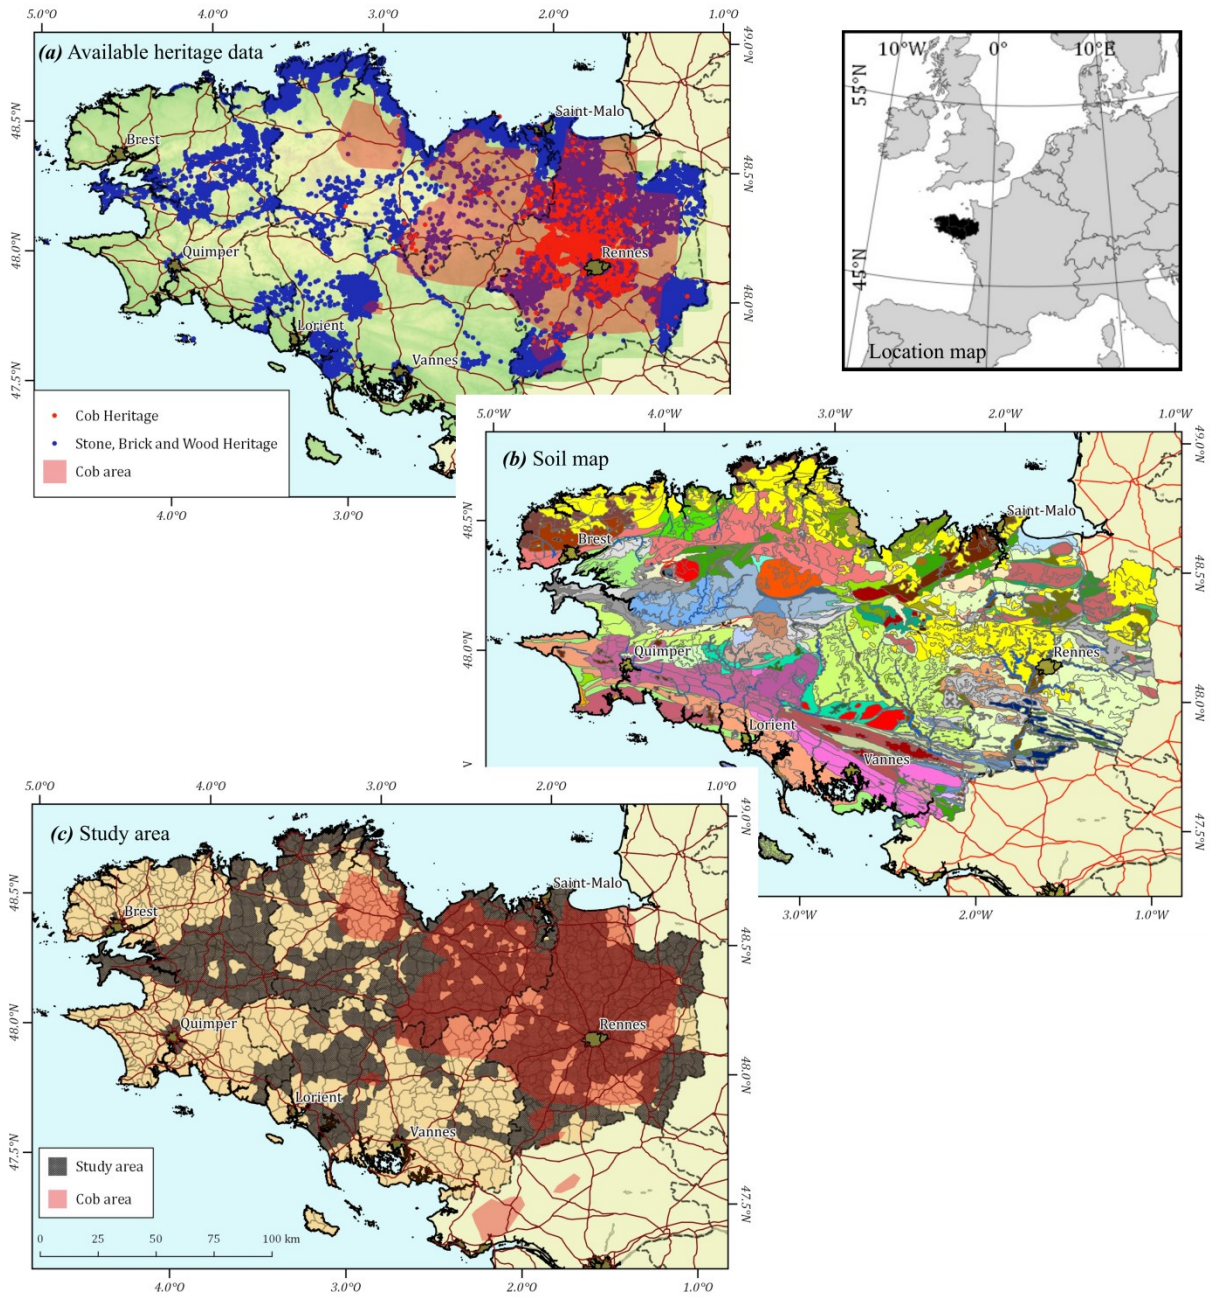 5.0°O 4.0°O 3.0°O 2.0°O 1.0°O
(a) Available heritage data
49.0°N
48.5°N
48.0°N
47.5°N
48.5°N
48.0°N
Saint-Malo
Brest
Quimper
Rennes
Lorient
Vannes
Cob Heritage
Stone, Brick and Wood Heritage
Cob area
4.0°O 3.0°O
10°W 0° 10°E
55°N
45°N
Location map
5.0°W 4.0°W 3.0°W 2.0°W 1.0°W
(b) Soil map
49.0°N
48.5°N
48.0°N
48.5°N
48.0°N
47.5°N
Saint-Malo
Brest
Quimper
Rennes
Lorient
Vannes
3.0°W 2.0°W 1.0°W
5.0°O 4.0°O 3.0°O 2.0°O 1.0°O
(c) Study area
49.0°N
48.5°N
48.0°N
47.5°N
48.5°N
48.0°N
47.5°N
Saint-Malo
Brest
Quimper
Rennes
Lorient
Vannes
Study area
Cob area
0 25 50 75 100 km
4.0°O 3.0°O 2.0°O 1.0°O